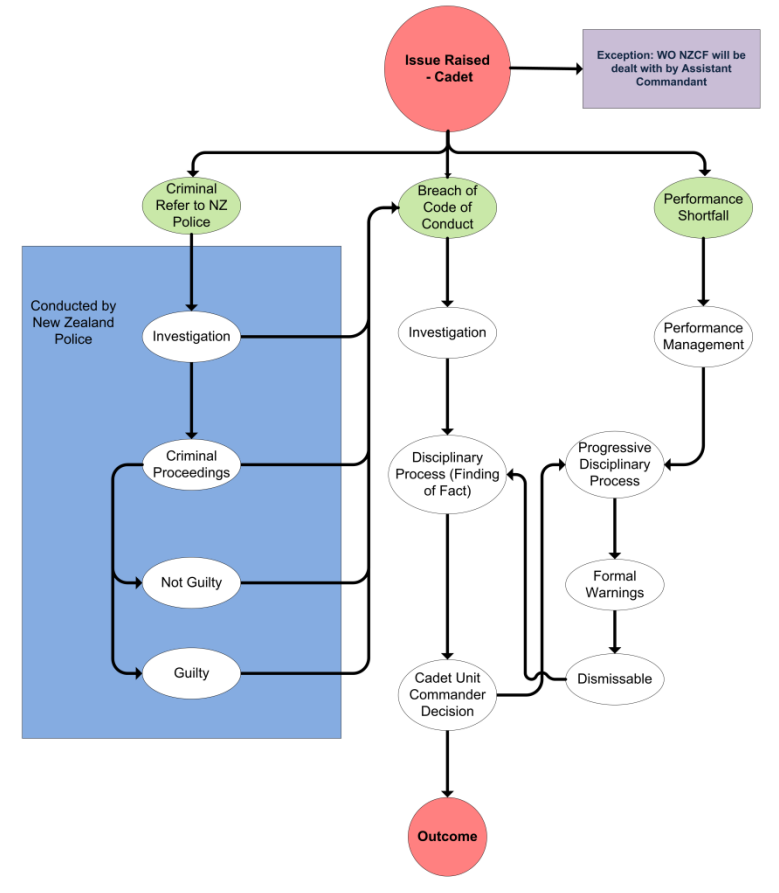 Issue Raised
- Cadet
Exception: WO NZCF will be
dealt with by Assistant
Commandant
Criminal
Refer to NZ
Police
Breach of
Code of
Conduct
Performance
Shortfall
Conducted by
New Zealand
Police
Investigation
Investigation
Performance
Management
Criminal
Proceedings
Disciplinary
Process (Finding
of Fact)
Progressive
Disciplinary
Process
Not Guilty
Formal
Warnings
Guilty
Cadet Unit
Commander
Decision
Dismissable
Outcome